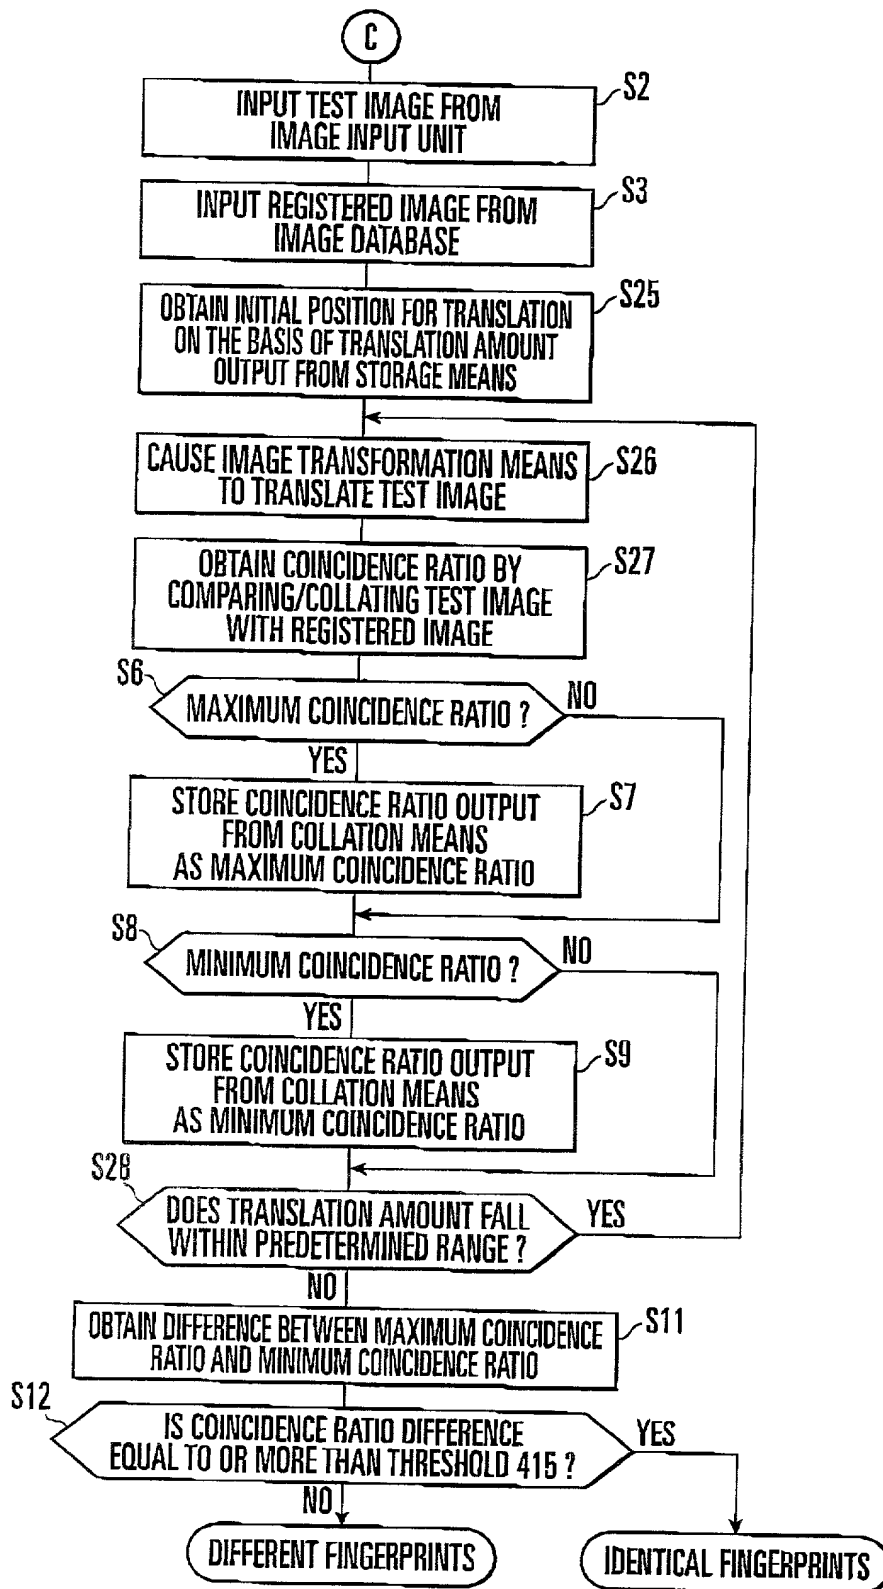 C
S2
INPUT TEST IMAGE FROM
IMAGE INPUT UNIT
S3
INPUT REGISTERED IMAGE FROM
IMAGE DATABASE
S25
OBTAIN INITIAL POSITION FOR TRANSLATION
ON THE BASIS OF TRANSLATION AMOUNT
OUTPUT FROM STORAGE MEANS
S26
CAUSE IMAGE TRANSFORMATION MEANS
TO TRANSLATE TEST IMAGE
S27
OBTAIN COINCIDENCE RATIO BY
COMPARING/COLLATING TEST IMAGE
WITH REGISTERED IMAGE
S6
MAXIMUM COINCIDENCE RATIO ?
NO
YES
S7
STORE COINCIDENCE RATIO OUTPUT
FROM COLLATION MEANS
AS MAXIMUM COINCIDENCE RATIO
S8
MINIMUM COINCIDENCE RATIO ?
NO
YES
S9
STORE COINCIDENCE RATIO OUTPUT
FROM COLLATION MEANS
AS MINIMUM COINCIDENCE RATIO
S28
DOES TRANSLATION AMOUNT FALL
WITHIN PREDETERMINED RANGE ?
YES
NO
S11
OBTAIN DIFFERENCE BETWEEN MAXIMUM COINCIDENCE
RATIO AND MINIMUM COINCIDENCE RATIO
S12
IS COINCIDENCE RATIO DIFFERENCE
EQUAL TO OR MORE THAN THRESHOLD 415 ?
YES
NO
DIFFERENT FINGERPRINTS
IDENTICAL FINGERPRINTS